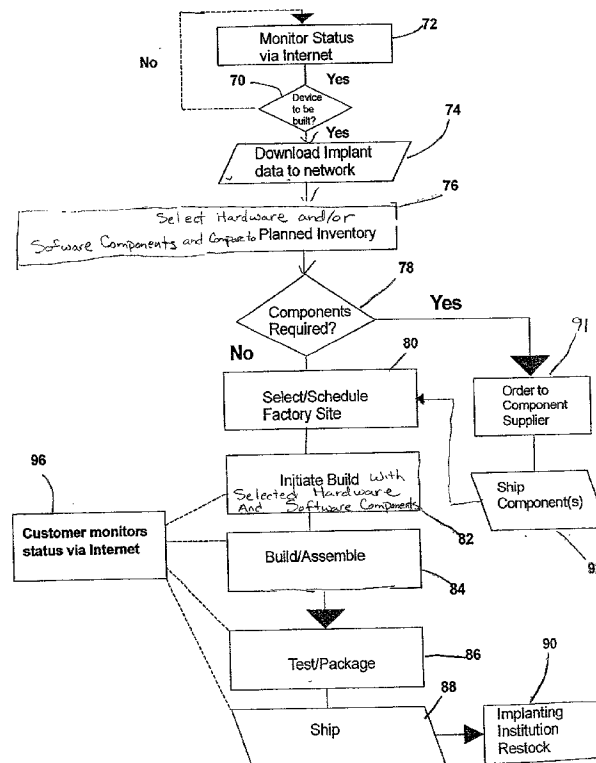 72
Monitor Status
via Internet
No
Yes
70
Device
to be
built?
Yes
74
Download Implant
data to network
76
Select Hardware and/or
Sofware Components and Compare to Planned Inventory
78
Components
Required?
Yes
No
80
91
Select/Schedule
Factory Site
Order to
Component
Supplier
96
Initiate Build With
Selected Hardware
And Software Components
Ship
Component(s)
Customer monitors
status via Internet
82
Build/Assemble
84
Test/Package
86
90
88
Ship
Implanting
Institution
Restock